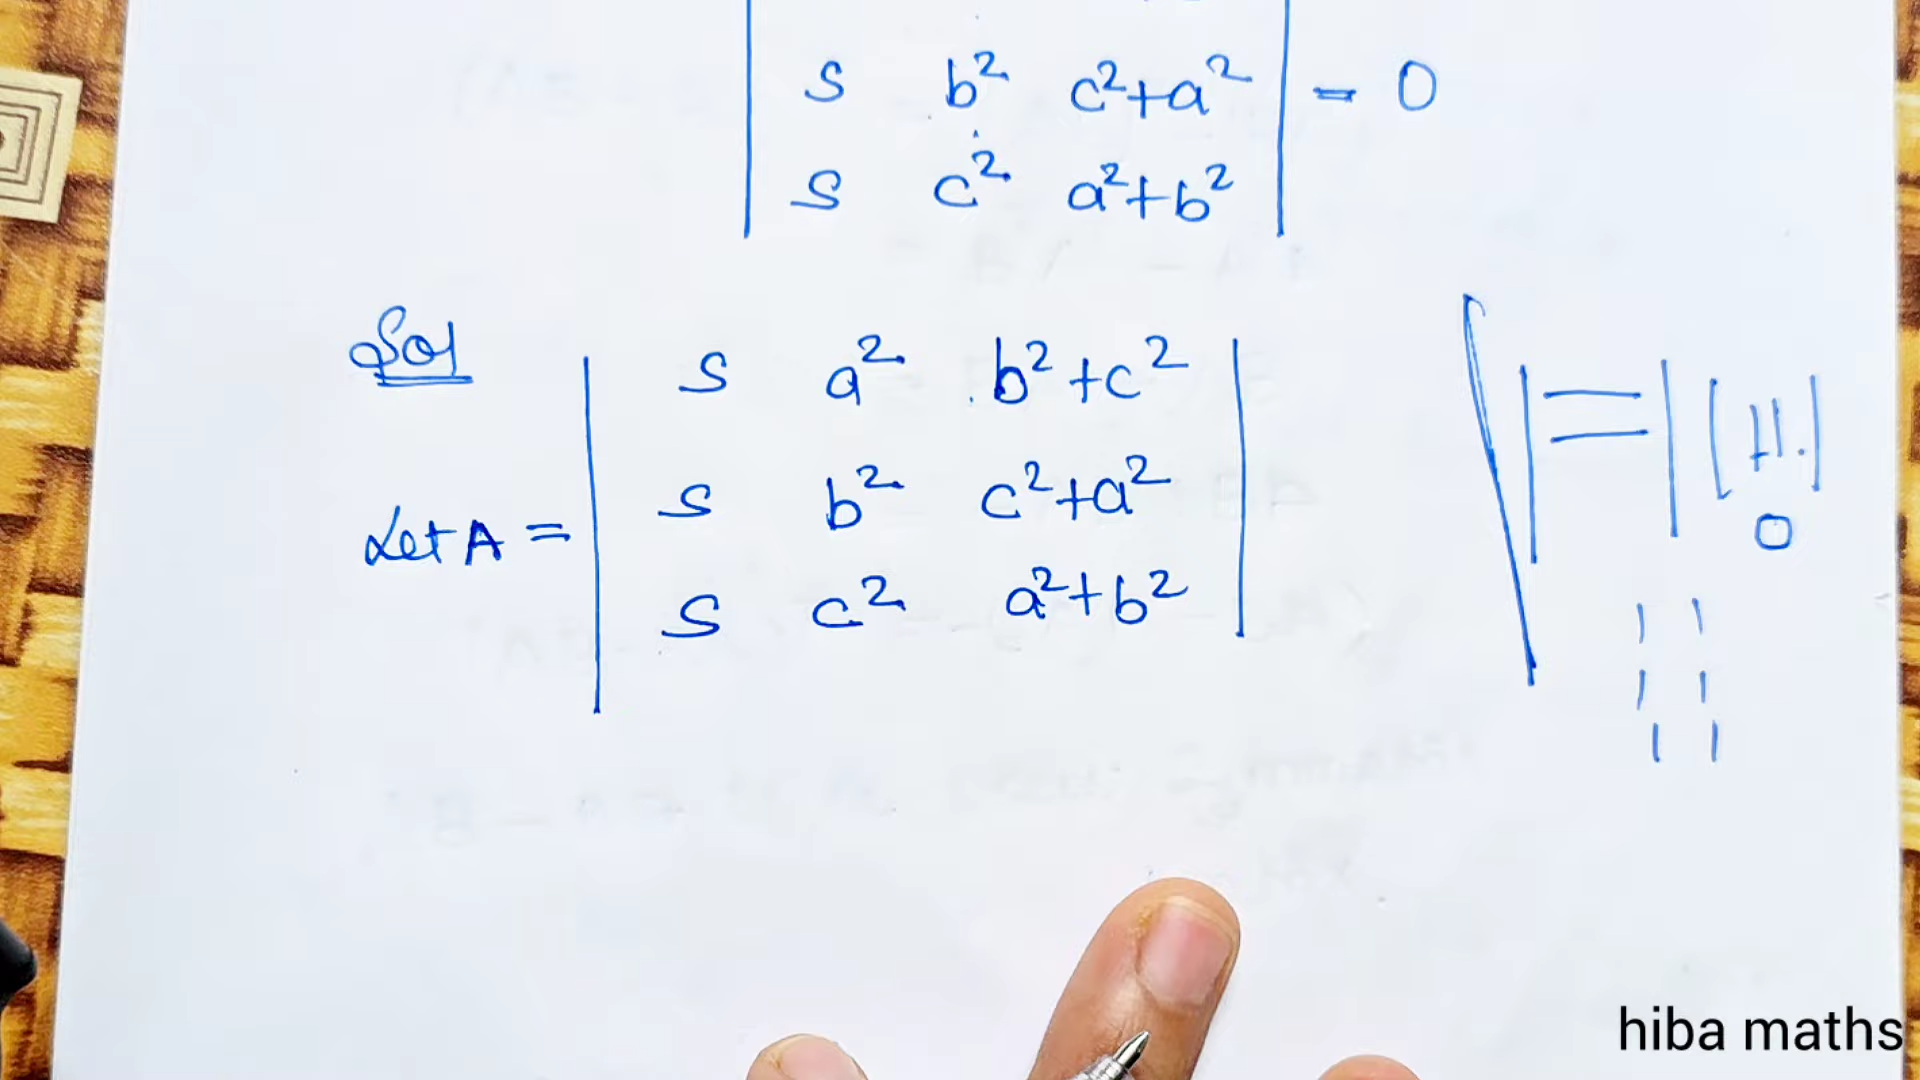 s b² c²+a² = 0
s c² a²+b²
Sol
s a² b²+c²
Let A = s b² c²+a²
s c² a²+b²
0
hiba maths